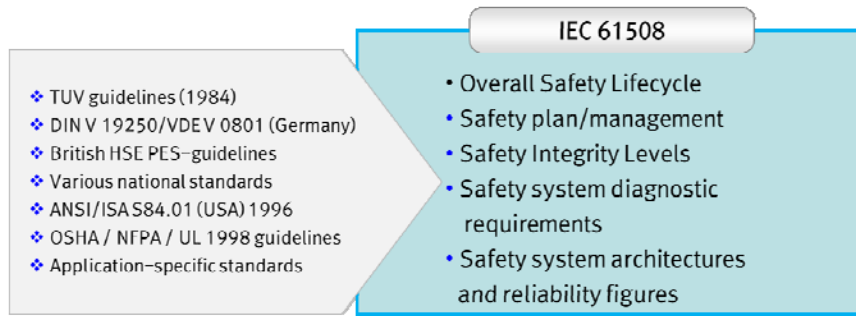 ❖ TUV guidelines (1984)
❖ DIN V 19250/VDE V 0801 (Germany)
❖ British HSE PES-guidelines
❖ Various national standards
❖ ANSI/ISA S84.01 (USA) 1996
❖ OSHA / NFPA / UL 1998 guidelines
❖ Application-specific standards
IEC 61508
• Overall Safety Lifecycle
• Safety plan/management
• Safety Integrity Levels
• Safety system diagnostic
requirements
• Safety system architectures
and reliability figures